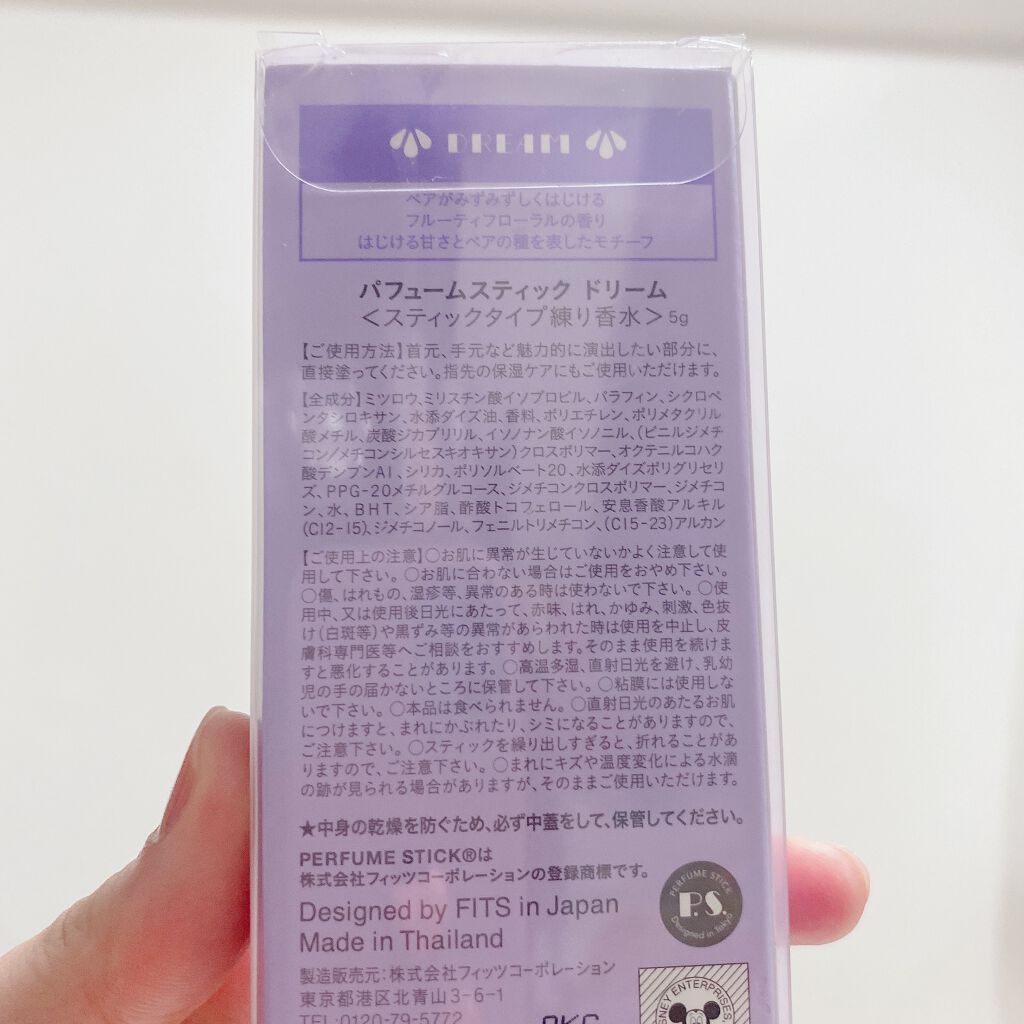 DREAM
ペアがみずみずしくはじける
フルーティフローラルの香り
はじける甘さとペアの種を表したモチーフ
パフュームスティック ドリーム
＜スティックタイプ練り香水＞5g
【ご使用方法】首元、手元など魅力的に演出したい部分に、
直接塗ってください。指先の保湿ケアにもご使用いただけます。
【全成分】ミツロウ、ミリスチン酸イソプロピル、パラフィン、シクロペ
ンタシロキサン、水添ダイズ油、香料、ポリエチレン、ポリメタクリル
酸メチル、炭酸ジカプリリル、イソノナン酸イソノニル、(ビニルジメチ
コン/メチコンシルセスキオキサン)クロスポリマー、オクテニルコハク
酸デンプンAl、シリカ、ポリソルベート20、水添ダイズポリグリセリ
ズ、PPG-20メチルグルコース、ジメチコンクロスポリマー、ジメチコ
ン、水、BHT、シア脂、酢酸トコフェロール、安息香酸アルキル
(C12-15)、ジメチコノール、フェニルトリメチコン、(C15-23)アルカン
【ご使用上の注意】○お肌に異常が生じていないかよく注意して使
用して下さい。○お肌に合わない場合はご使用をおやめ下さい。
○傷、はれもの、湿疹等、異常のある時は使わないで下さい。○使
用中、又は使用後日光にあたって、赤味、はれ、かゆみ、刺激、色抜
け(白斑等)や黒ずみ等の異常があらわれた時は使用を中止し、皮
膚科専門医等へご相談をおすすめします。そのまま使用を続けま
すと悪化することがあります。○高温多湿、直射日光を避け、乳幼
児の手の届かないところに保管して下さい。○粘膜には使用しな
いで下さい。○本品は食べられません。○直射日光のあたるお肌
につけますと、まれにかぶれたり、シミになることがありますので、
ご注意下さい。○スティックを繰り出しすぎると、折れることがあ
りますので、ご注意下さい。○まれにキズや温度変化による水滴
の跡が見られる場合がありますが、そのままご使用いただけます。
★中身の乾燥を防ぐため、必ず中蓋をして、保管してください。
PERFUME STICK®は
株式会社フィッツコーポレーションの登録商標です。
PERFUME STICK
P.S.
Designed in Tokyo
Designed by FITS in Japan
Made in Thailand
製造販売元：株式会社フィッツコーポレーション
東京都港区北青山3-6-1
TEL:0120-79-5772
ENTERPRISES,